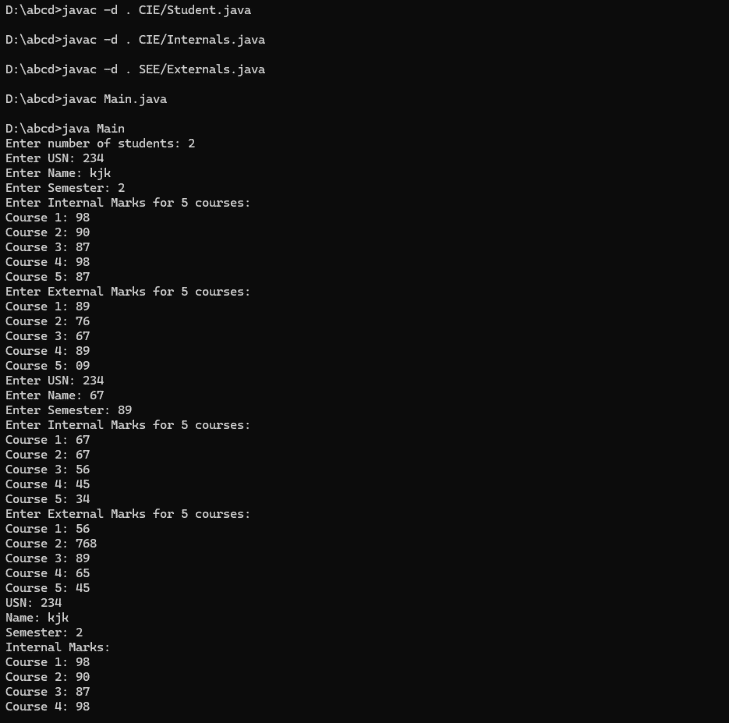 D:\abcd>javac -d . CIE/Student.java
D:\abcd>javac -d . CIE/Internals.java
D:\abcd>javac -d . SEE/Externals.java
D:\abcd>javac Main.java
D:\abcd>java Main
Enter number of students: 2
Enter USN: 234
Enter Name: kjk
Enter Semester: 2
Enter Internal Marks for 5 courses:
Course 1: 98
Course 2: 90
Course 3: 87
Course 4: 98
Course 5: 87
Enter External Marks for 5 courses:
Course 1: 89
Course 2: 76
Course 3: 67
Course 4: 89
Course 5: 09
Enter USN: 234
Enter Name: 67
Enter Semester: 89
Enter Internal Marks for 5 courses:
Course 1: 67
Course 2: 67
Course 3: 56
Course 4: 45
Course 5: 34
Enter External Marks for 5 courses:
Course 1: 56
Course 2: 768
Course 3: 89
Course 4: 65
Course 5: 45
USN: 234
Name: kjk
Semester: 2
Internal Marks:
Course 1: 98
Course 2: 90
Course 3: 87
Course 4: 98